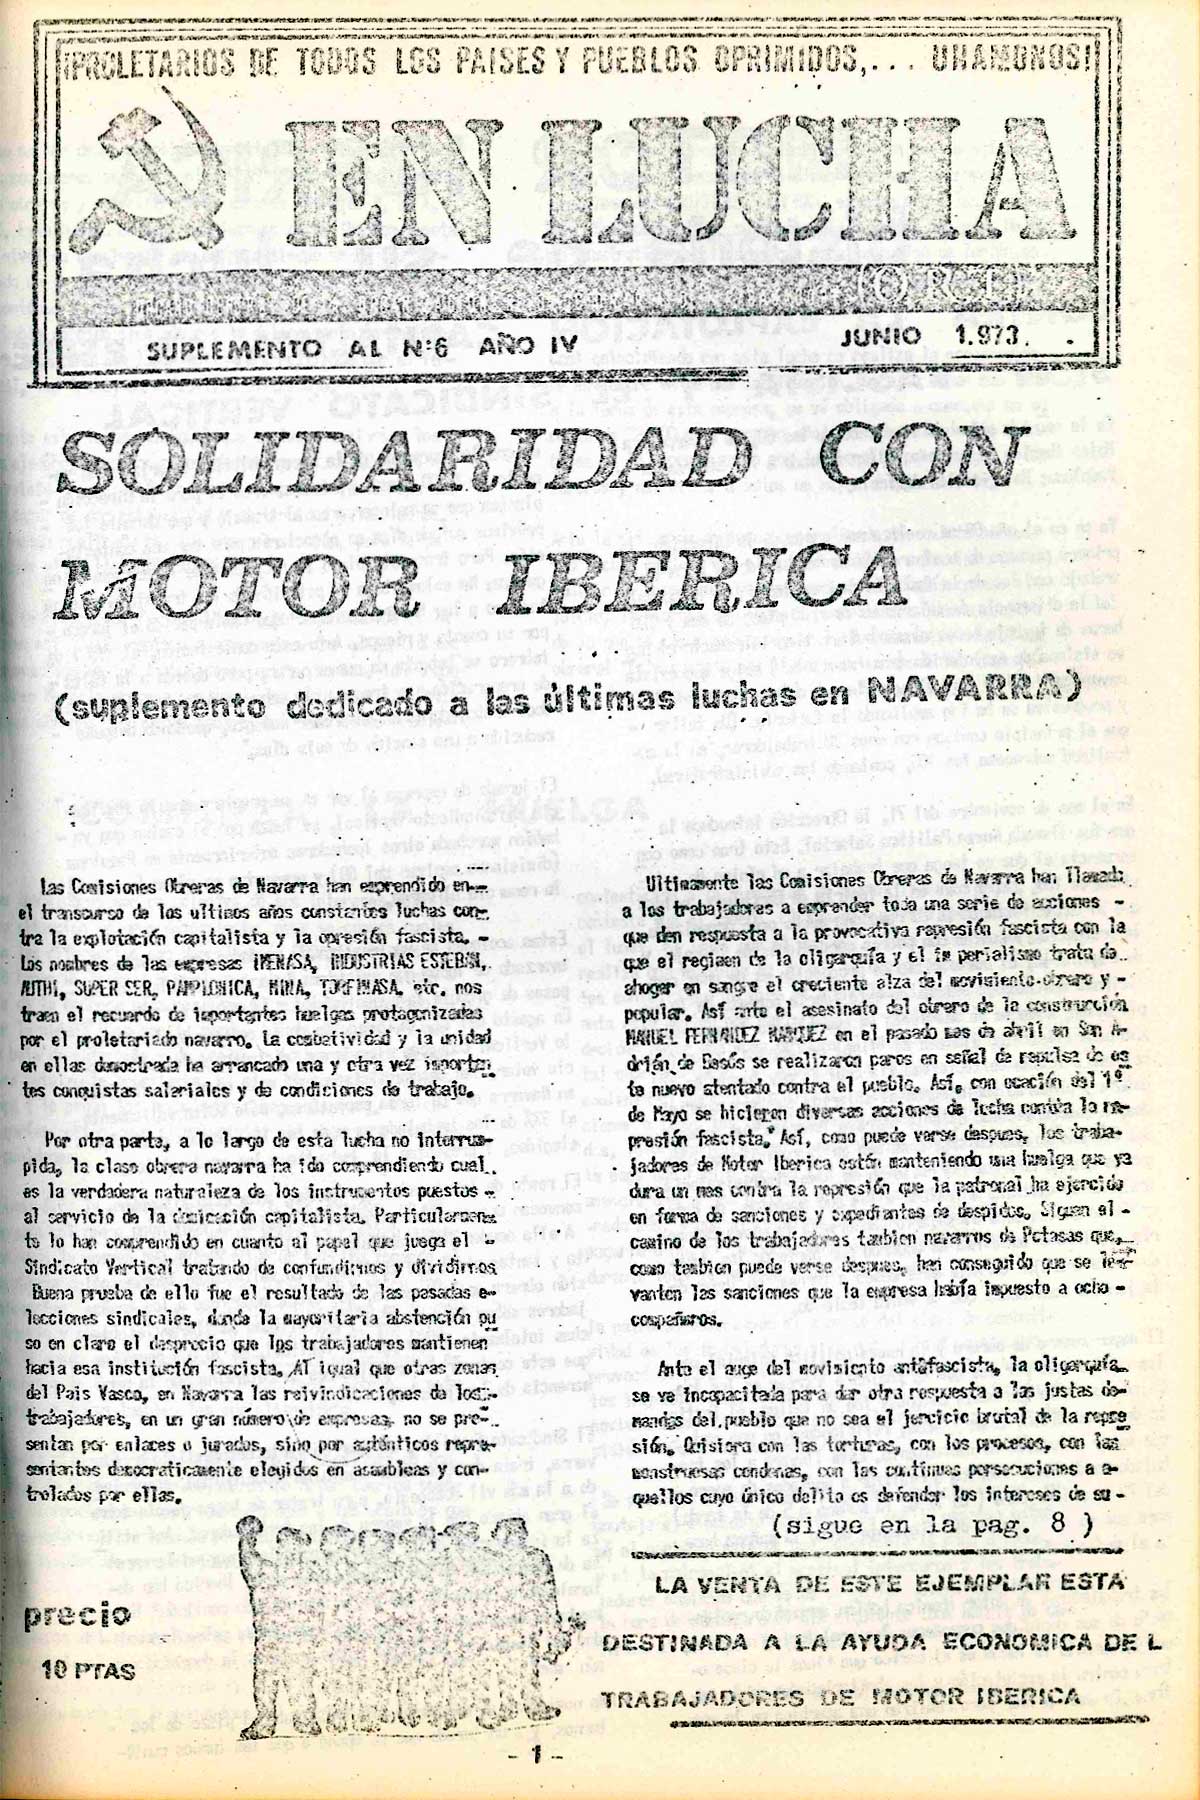 ¡¡PROLETARIOS DE TODOS LOS PAISES Y PUEBLOS OPRIMIDOS,... UNAMONOS!!
EN LUCHA
(O.R.T.)
SUPLEMENTO AL Nº6 AÑO IV JUNIO 1.973.
SOLIDARIDAD CON
MOTOR IBERICA
(suplemento dedicado a las últimas luchas en NAVARRA)
Las Comisiones Obreras de Navarra han emprendido en--
el transcurso de los ultimos años constantes luchas con-
tra la explotación capitalista y la opresión fascista. -
Los nombres de las empresas IMENASA, INDUSTRIAS ESTEBAN,
AUTHI, SUPER SER, PAMPLONICA, MINA, TORFINASA, etc. nos
traen el recuerdo de importantes huelgas protagonizadas
por el proletariado navarro. La combatividad y la unidad
en ellas demostrada ha arrancado una y otra vez importan
tes conquistas salariales y de condiciones de trabajo.
Por otra parte, a lo largo de esta lucha no interrum-
pida, la clase obrera navarra ha ido comprendiendo cual
es la verdadera naturaleza de los instrumentos puestos -
al servicio de la dominación capitalista. Particularmen
te lo han comprendido en cuanto al papel que juega el -
Sindicato Vertical tratando de confundirnos y dividirnos
Buena prueba de ello fue el resultado de las pasadas e-
lecciones sindicales, donde la mayoritaria abstención pu
so en claro el desprecio que los trabajadores mantienen
hacia esa institución fascista. Al igual que otras zonas
del Pais Vasco, en Navarra las reivindicaciones de los
trabajadores, en un gran número de empresas, no se pre-
sentan por enlaces o jurados, sino por auténticos repre-
sentantes democraticamente elegidos en asambleas y con-
trolados por ellas.
precio
10 PTAS
Ultimamente las Comisiones Obreras de Navarra han llamado
a los trabajadores a emprender toda una serie de acciones -
que den respuesta a la provocativa represión fascista con la
que el regimen de la oligarquía y el im perialismo trata de
ahogar en sangre el creciente alza del movimiento obrero y -
popular. Así ante el asesinato del obrero de la construcción
MANUEL FERNANDEZ MARQUEZ en el pasado mes de abril en San A-
drián de Besós se realizaron paros en señal de repulsa de es
te nuevo atentado contra el pueblo. Así, con ocación del 1º
de Mayo se hicieron diversas acciones de lucha contra la re-
presión fascista. Así, como puede verse despues, los traba-
jadores de Motor Iberica están manteniendo una huelga que ya
dura un mes contra la represión que la patronal ha ejercido
en forma de sanciones y expedientes de despidos. Siguen el -
camino de los trabajadores tambien navarros de Potasas que,
como tambien puede verse despues, han conseguido que se le-
vanten las sanciones que la empresa había impuesto a ocho -
compañeros.
Ante el auge del movimiento antifascista, la oligarquía
se ve incapacitada para dar otra respuesta a las justas de-
mandas del pueblo que no sea el jercicio brutal de la repre
sión. Quisiera con las torturas, con los procesos, con las
monstruosas condenas, con las continuas persecuciones a a-
quellos cuyo único delito es defender los intereses de su -
(sigue en la pag. 8 )
LA VENTA DE ESTE EJEMPLAR ESTA
DESTINADA A LA AYUDA ECONOMICA DE L
TRABAJADORES DE MOTOR IBERICA
- 1 -